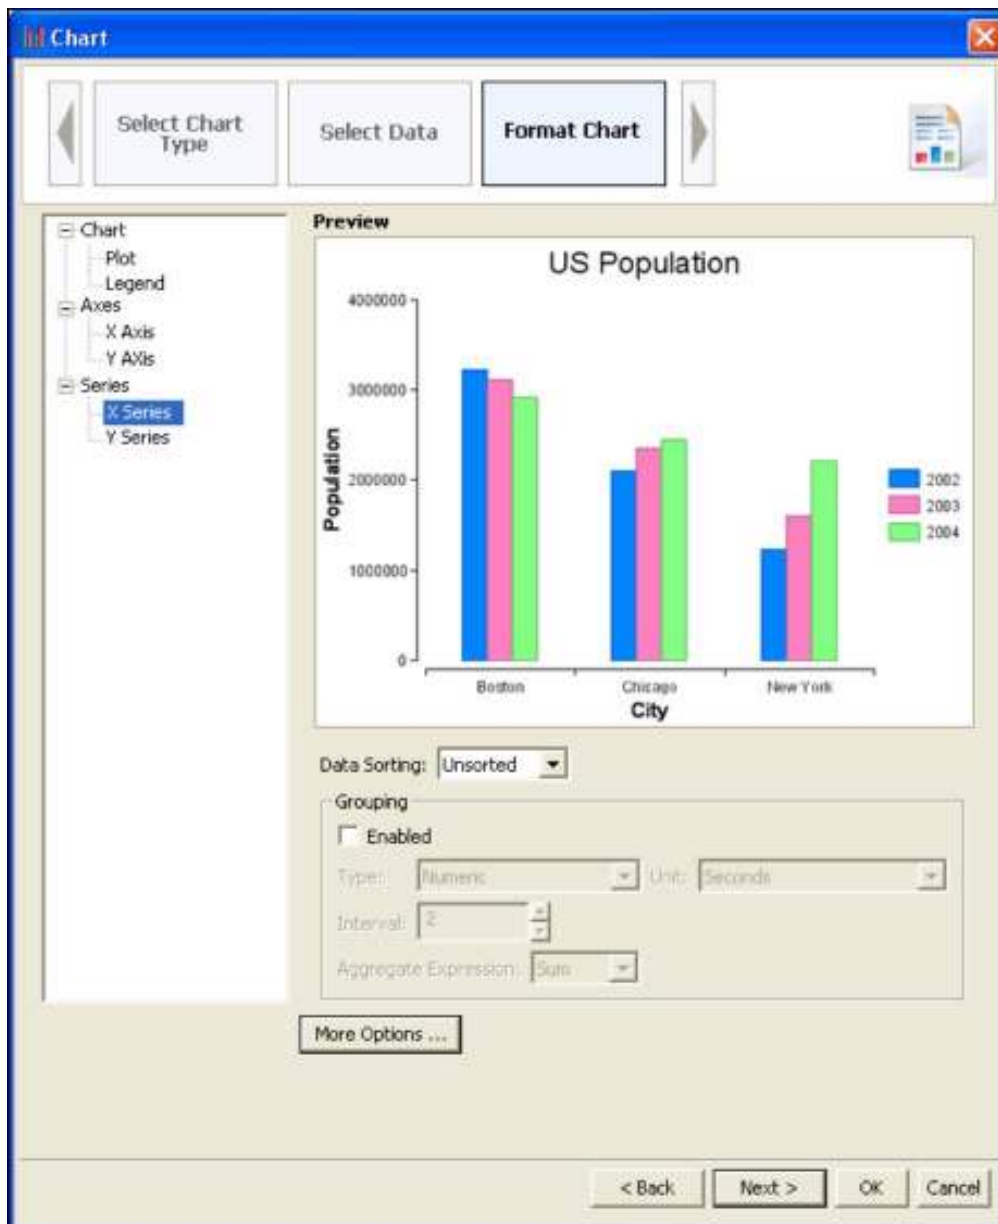 Chart
Select Chart
Type
Select Data
Format Chart
Chart
Plot
Legend
Axes
X Axis
Y AXis
Series
X Series
Y Series
Preview
US Population
4000000
3000000
2000000
1000000
0
Population
Boston
Chicago
New York
City
2002
2003
2004
Data Sorting:
Unsorted
Grouping
Enabled
Type:
Numeric
Unit:
Seconds
Interval:
2
Aggregate Expression:
Sum
More Options ...
< Back
Next >
OK
Cancel